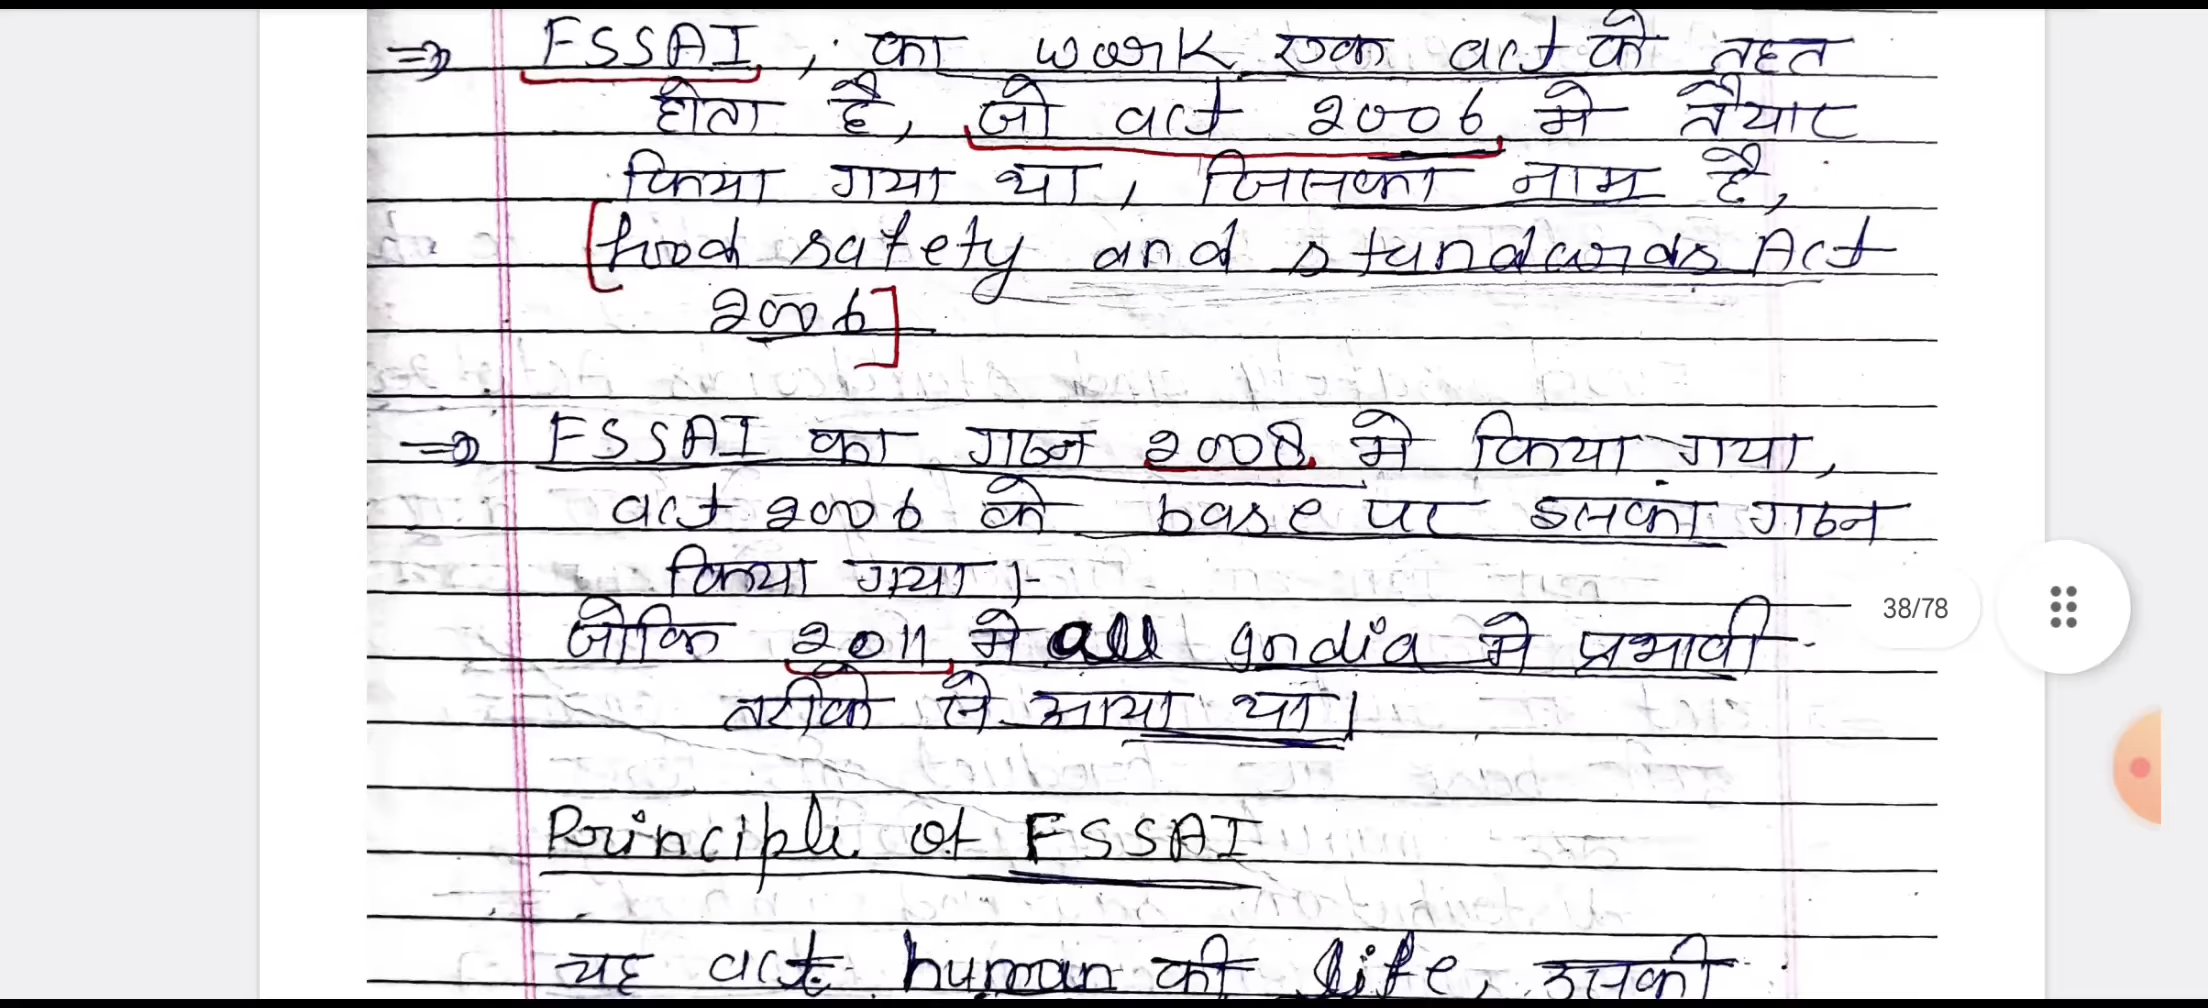 ⇒ FSSAI, का work एक act के तहत
होता है, जो act 2006 मे तैयार
किया गया था, जिसका नाम है,
[food safety and standards Act
2006]
⇒ FSSAI का गठन 2008 मे किया गया,
act 2006 के base पर इसका गठन
किया गया ।-
जोकि 2011 मे all India मे प्रभावी
तरीके से आया था।
38/78
Principle of FSSAI
यह act human की life, उसकी